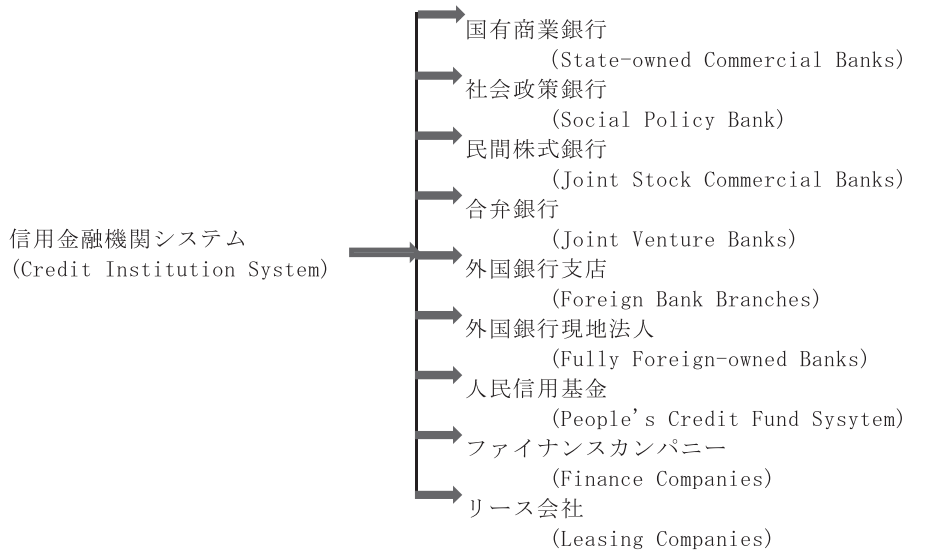 国有商業銀行
(State-owned Commercial Banks)
社会政策銀行
(Social Policy Bank)
民間株式銀行
(Joint Stock Commercial Banks)
合弁銀行
(Joint Venture Banks)
信用金融機関システム
(Credit Institution System)
外国銀行支店
(Foreign Bank Branches)
外国銀行現地法人
(Fully Foreign-owned Banks)
人民信用基金
(People's Credit Fund Sysytem)
ファイナンスカンパニー
(Finance Companies)
リース会社
(Leasing Companies)